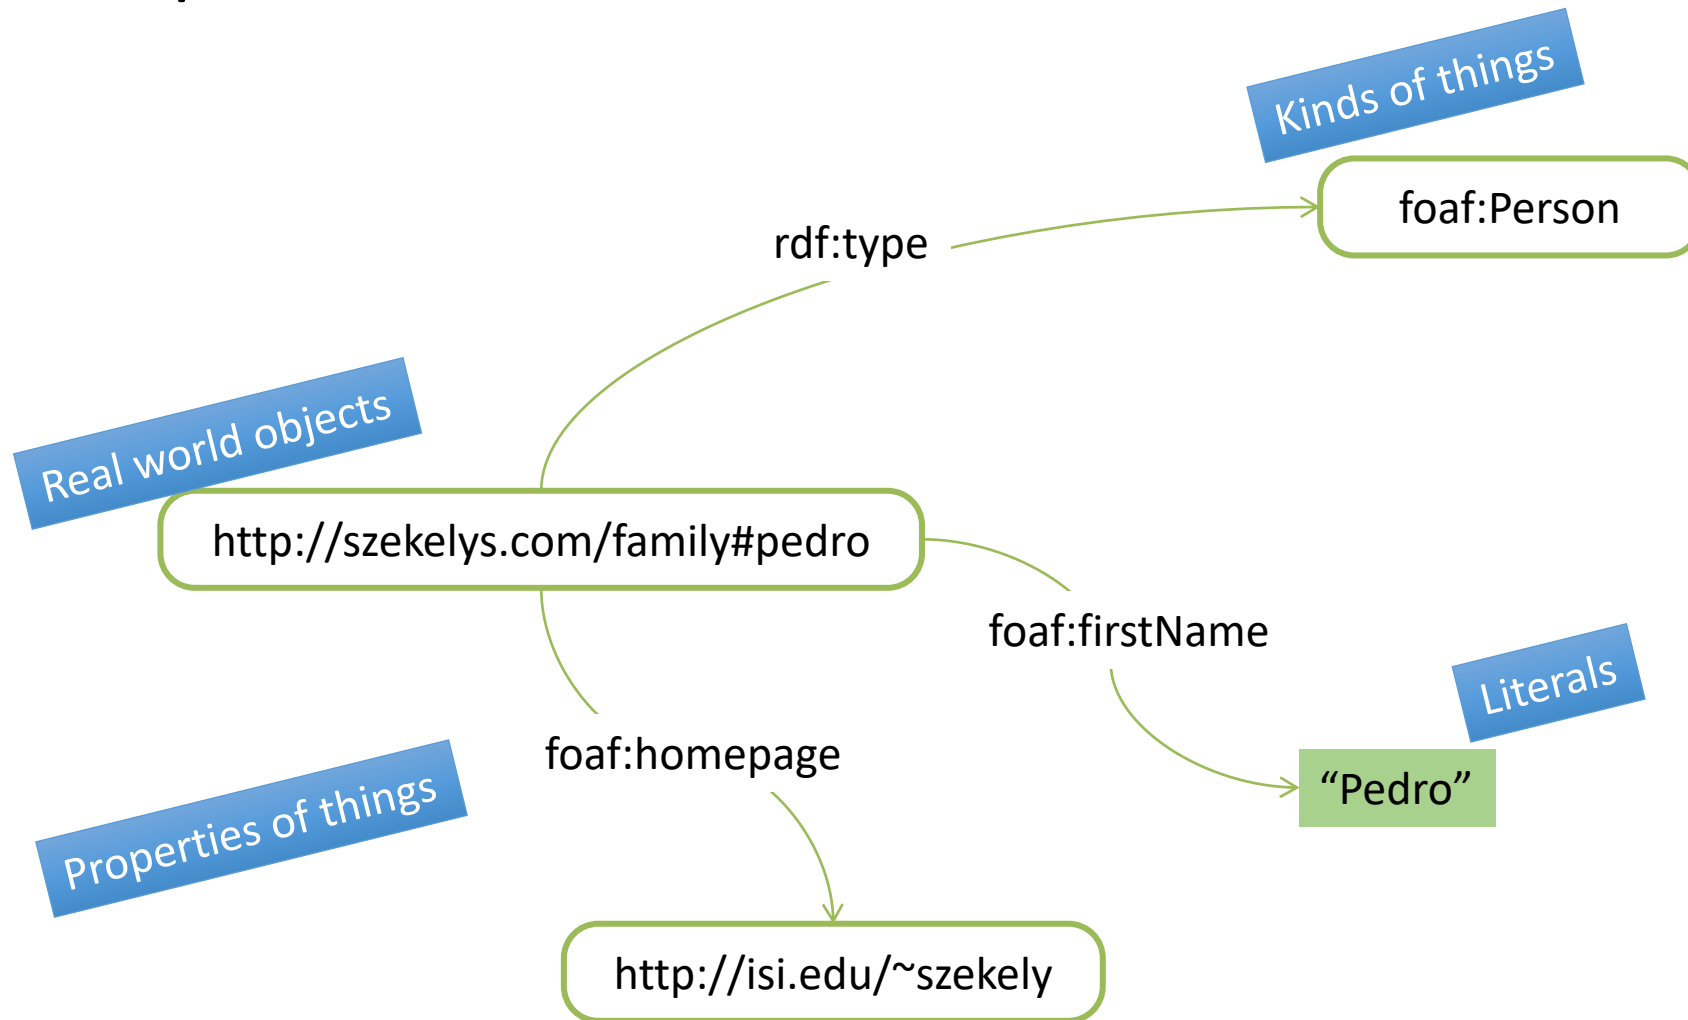 Kinds of things
foaf:Person
rdf:type
Real world objects
http://szekelys.com/family#pedro
foaf:firstName
Literals
foaf:homepage
“Pedro”
Properties of things
http://isi.edu/~szekely